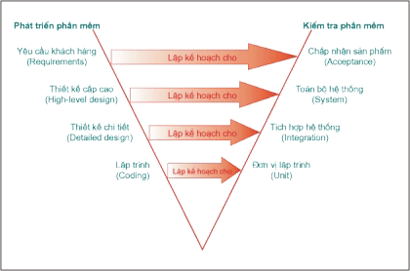 Phát triển phần mềm
Kiểm tra phần mềm
Yêu cầu khách hàng
(Requirements)
Lập kế hoạch cho
Chấp nhận sản phẩm
(Acceptance)
Thiết kế cấp cao
(High-level design)
Lập kế hoạch cho
Toàn bộ hệ thống
(System)
Thiết kế chi tiết
(Detailed design)
Lập kế hoạch cho
Tích hợp hệ thống
(Integration)
Lập trình
(Coding)
Lập kế hoạch cho
Đơn vị lập trình
(Unit)